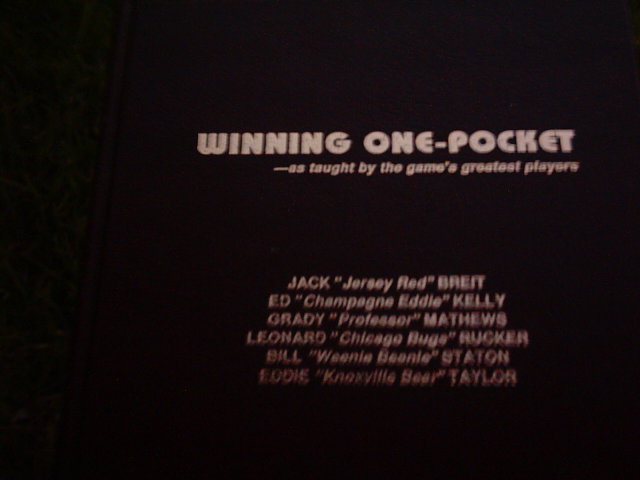 WINNING ONE-POCKET
—as taught by the game's greatest players
JACK "Jersey Red" BREIT
ED "Champagne Eddie" KELLY
GRADY "Professor" MATHEWS
LEONARD "Chicago Bugs" RUCKER
BILL "Weenie Beenie" STATON
EDDIE "Knoxville Bear" TAYLOR